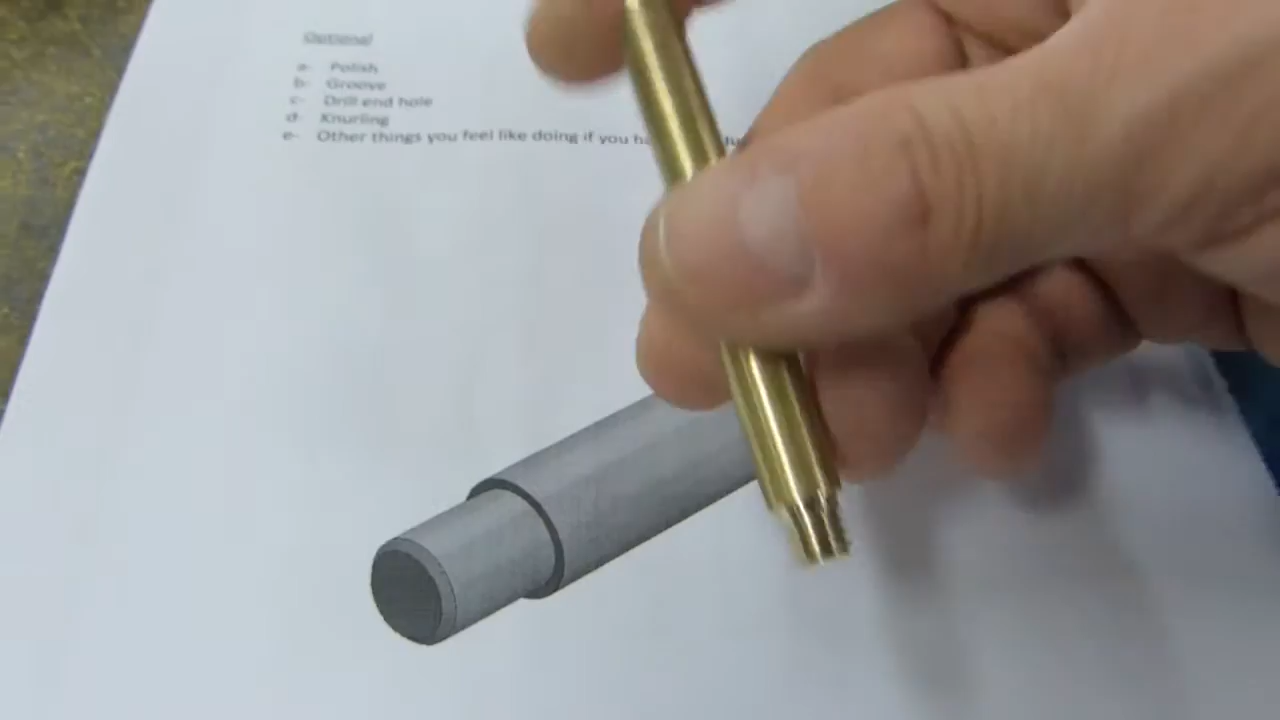 Optional
a- Polish
b- Groove
c- Drill end hole
d- Knurling
e- Other things you feel like doing if you